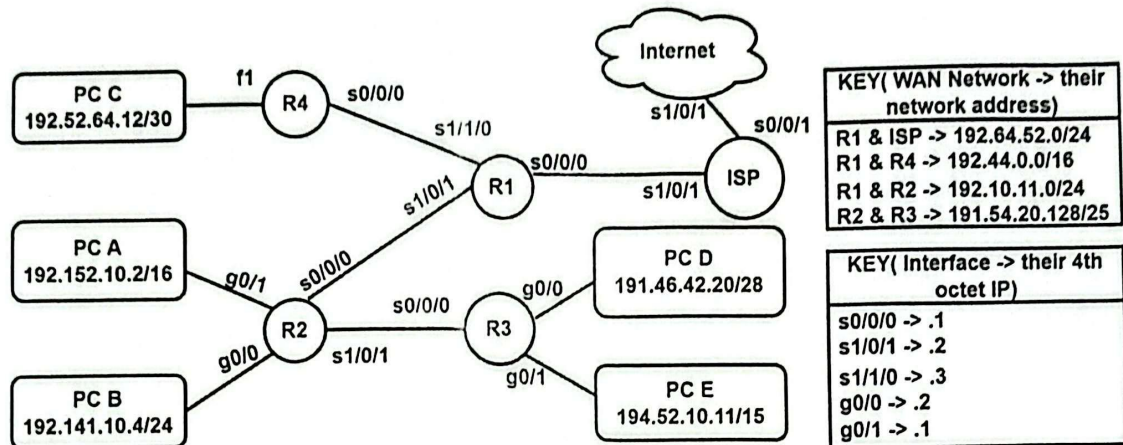 Internet
PC C
192.52.64.12/30
f1
R4
s0/0/0
s1/1/0
s1/0/1
s0/0/1
ISP
s0/0/0
s1/0/1
R1
s1/0/1
PC A
192.152.10.2/16
g0/1
s0/0/0
R2
g0/0
s1/0/1
PC B
192.141.10.4/24
s0/0/0
R3
g0/0
g0/1
PC D
191.46.42.20/28
PC E
194.52.10.11/15
KEY( WAN Network -> their
network address)
R1 & ISP -> 192.64.52.0/24
R1 & R4 -> 192.44.0.0/16
R1 & R2 -> 192.10.11.0/24
R2 & R3 -> 191.54.20.128/25
KEY( Interface -> their 4th
octet IP)
s0/0/0 -> .1
s1/0/1 -> .2
s1/1/0 -> .3
g0/0 -> .2
g0/1 -> .1